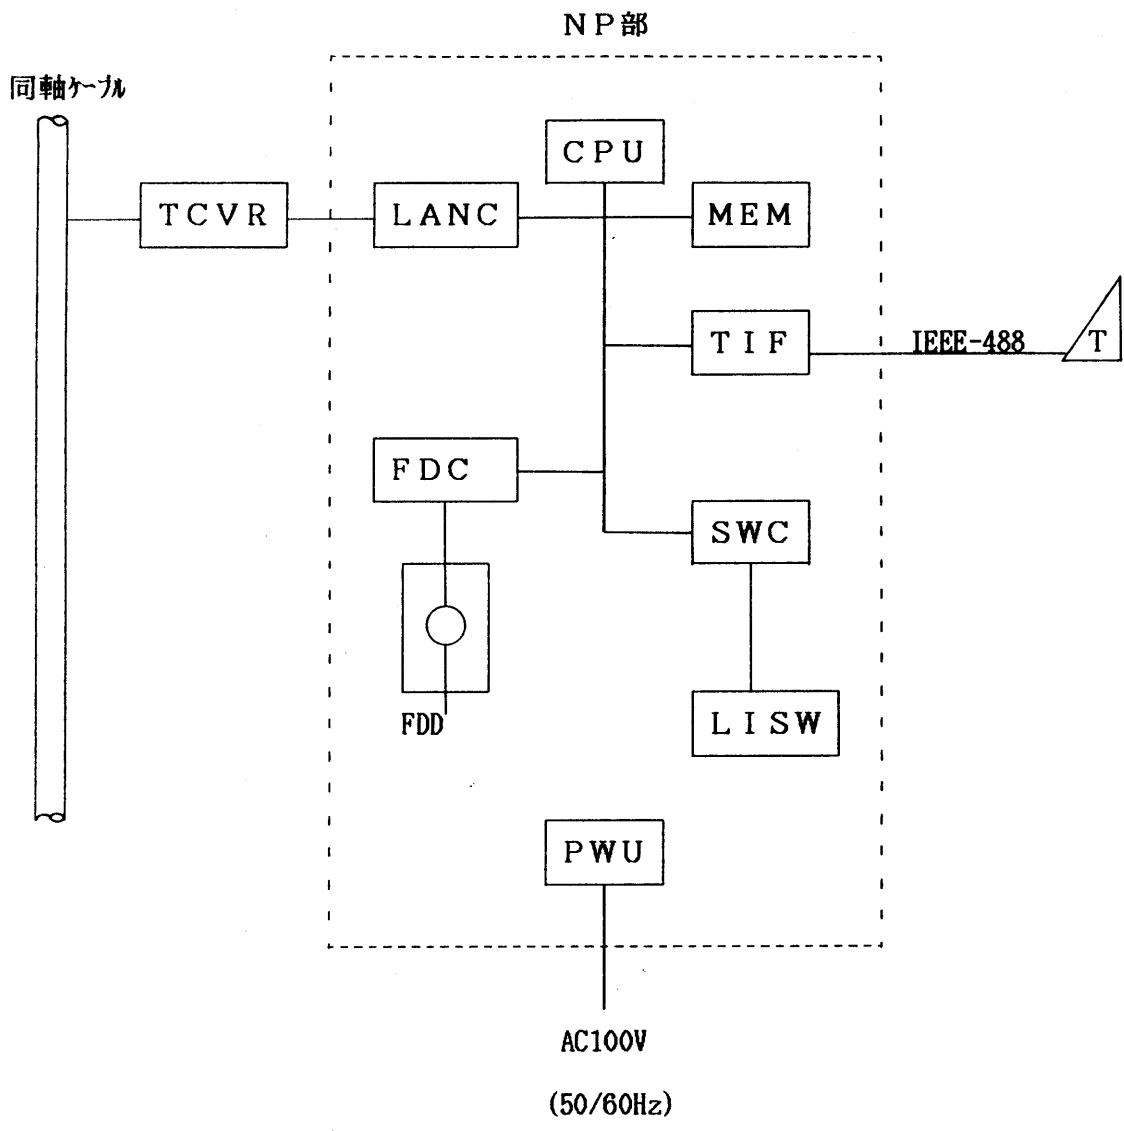 NP部
同軸ケーブル
CPU
TCVR
LANC
MEM
TIF
IEEE-488
T
FDC
SWC
FDD
LISW
PWU
AC100V
(50/60Hz)